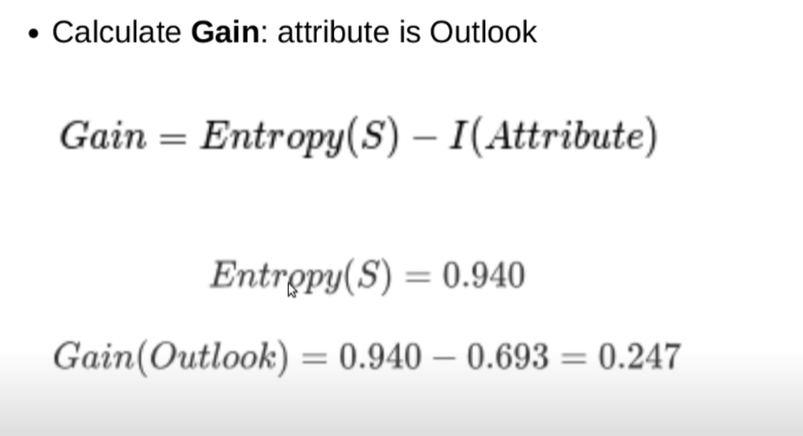 • Calculate Gain: attribute is Outlook
Gain = Entropy(S) − I(Attribute)
Entropy(S) = 0.940
Gain(Outlook) = 0.940 − 0.693 = 0.247